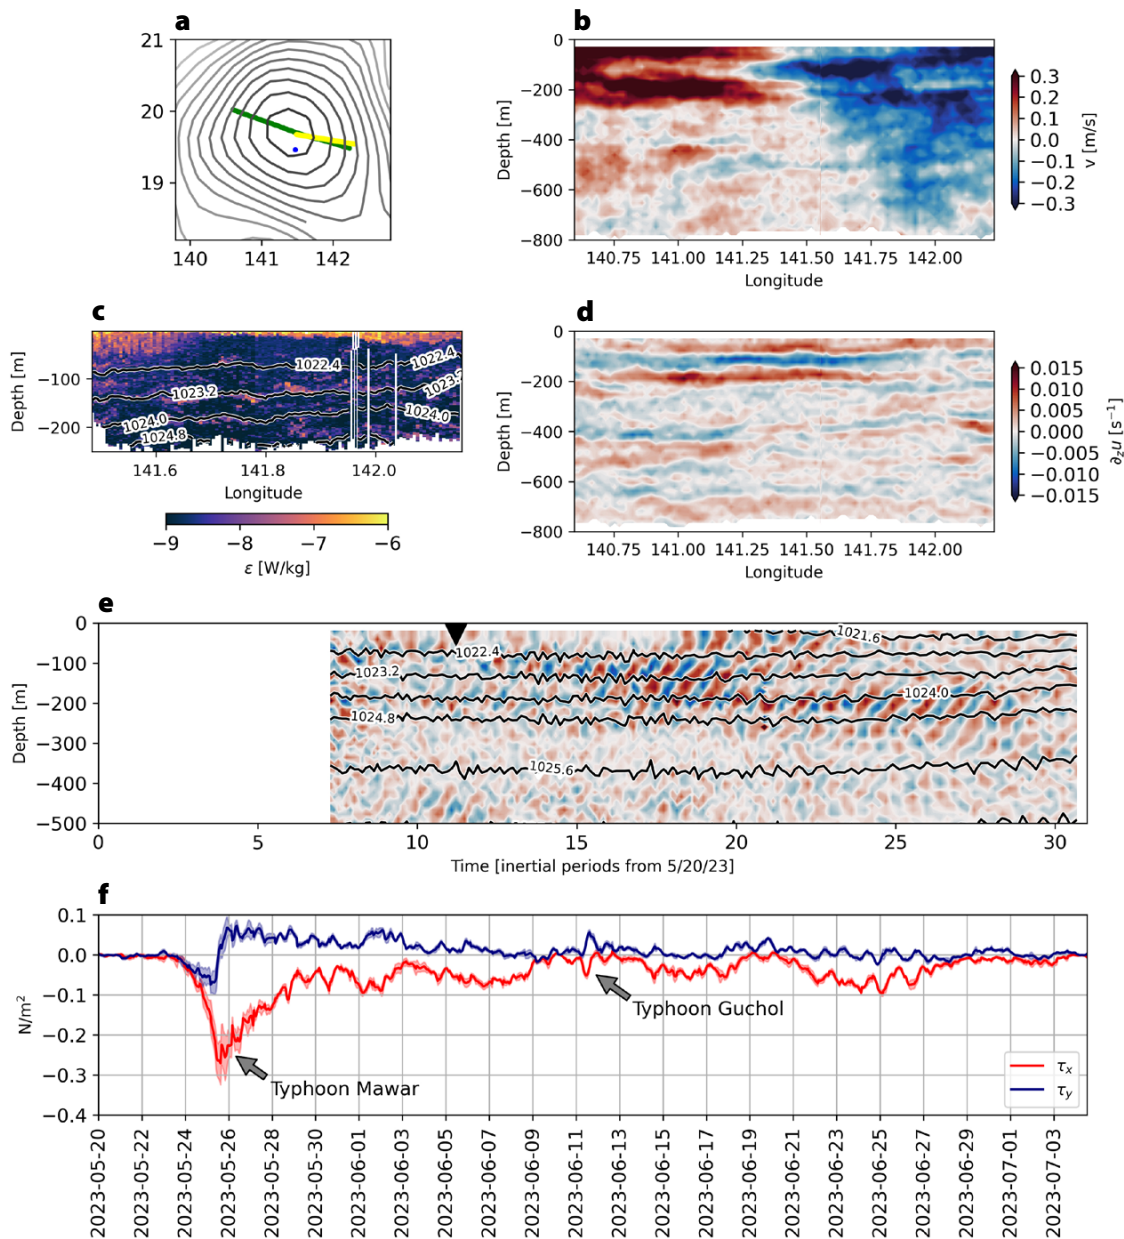 a
21
20
19
140 141 142
b
0
−200
−400
−600
−800
Depth [m]
140.75 141.00 141.25 141.50 141.75 142.00
Longitude
0.3
0.2
0.1
0.0
−0.1
−0.2
−0.3
v [m/s]
c
−100
−200
Depth [m]
1022.4 1022.4
1023.2
1024.0 1024.0
1024.8
141.6 141.8 142.0
Longitude
−9 −8 −7 −6
ε [W/kg]
d
0
−200
−400
−600
−800
Depth [m]
140.75 141.00 141.25 141.50 141.75 142.00
Longitude
0.015
0.010
0.005
0.000
−0.005
−0.010
−0.015
∂zu [s−1]
e
0
−100
−200
−300
−400
−500
Depth [m]
1021.6
1022.4
1023.2
1024.0
1024.8
1025.6
0 5 10 15 20 25 30
Time [inertial periods from 5/20/23]
f
0.1
0.0
−0.1
−0.2
−0.3
−0.4
N/m2
Typhoon Guchol
Typhoon Mawar
τx
τy
2023-05-20
2023-05-22
2023-05-24
2023-05-26
2023-05-28
2023-05-30
2023-06-01
2023-06-03
2023-06-05
2023-06-07
2023-06-09
2023-06-11
2023-06-13
2023-06-15
2023-06-17
2023-06-19
2023-06-21
2023-06-23
2023-06-25
2023-06-27
2023-06-29
2023-07-01
2023-07-03